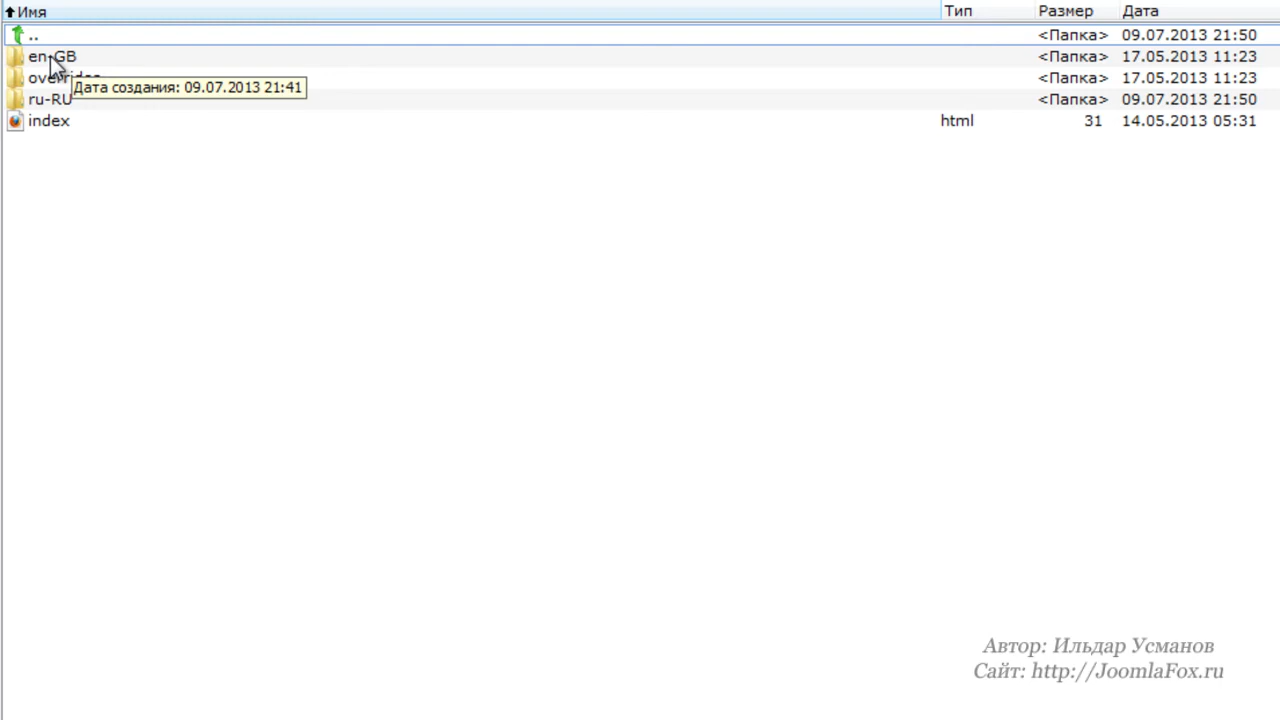 Имя Тип Размер Дата
.. <Папка> 09.07.2013 21:50
en-GB <Папка> 17.05.2013 11:23
<Папка> 17.05.2013 11:23
Дата создания: 09.07.2013 21:41
ru-RU <Папка> 09.07.2013 21:50
index html 31 14.05.2013 05:31
Автор: Ильдар Усманов
Сайт: http://JoomlaFox.ru